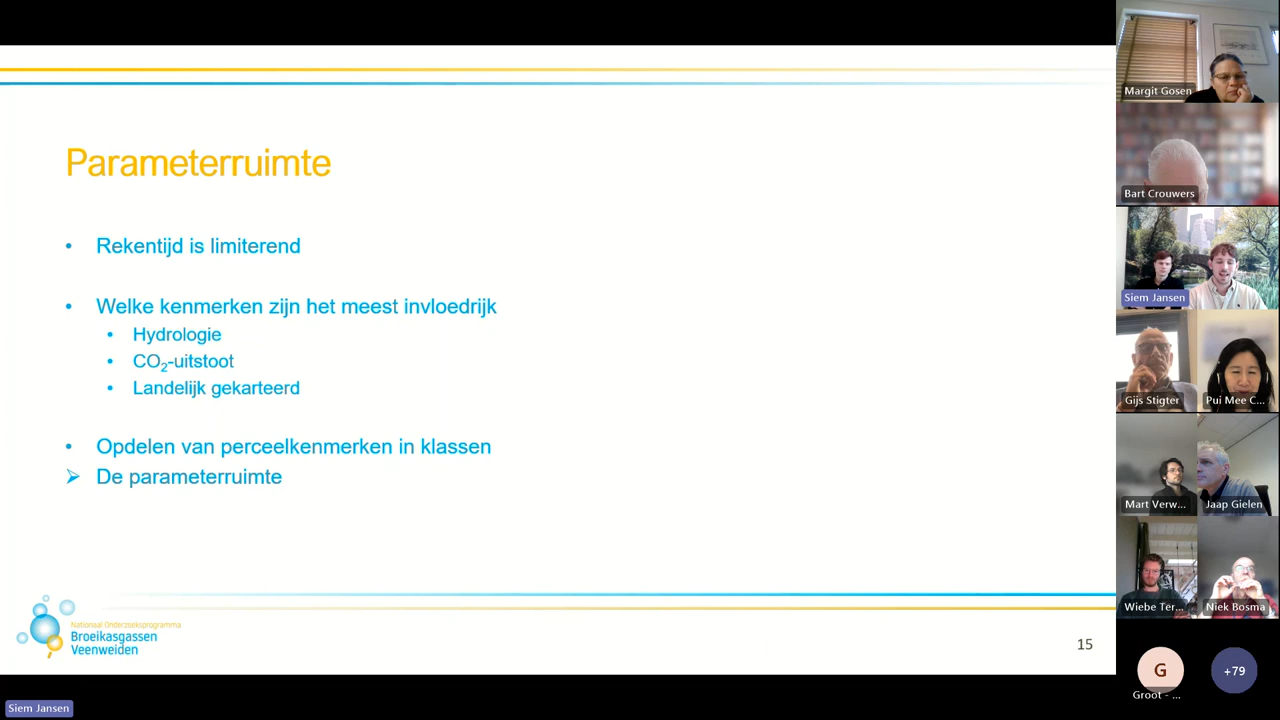 Parameterruimte
• Rekentijd is limiterend
• Welke kenmerken zijn het meest invloedrijk
• Hydrologie
• CO₂-uitstoot
• Landelijk gekarteerd
• Opdelen van perceelkenmerken in klassen
➢ De parameterruimte
Nationaal Onderzoeksprogramma
Broeikasgassen
Veenweiden
15
Siem Jansen
Margit Gosen
Bart Crouwers
Siem Jansen
Gijs Stigter
Pui Mee C...
Mart Verw...
Jaap Gielen
Wiebe Ter...
Niek Bosma
G
Groot - ...
+79